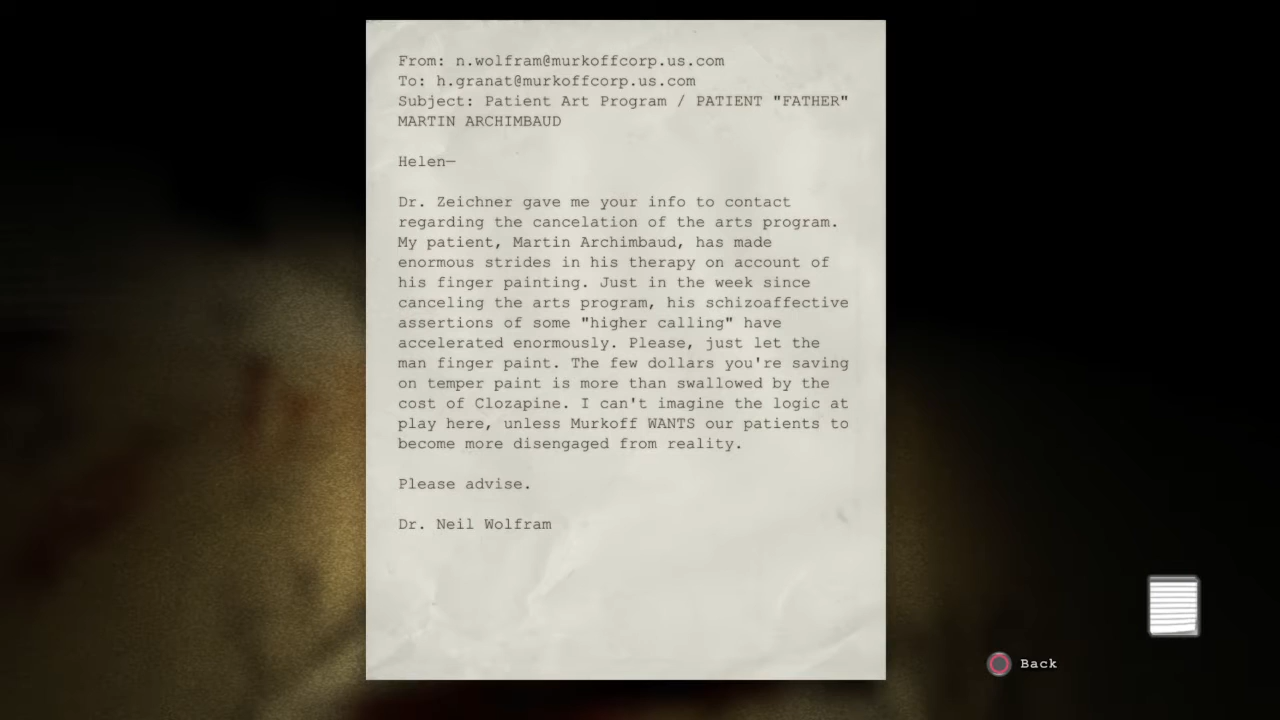 From: n.wolfram@murkoffcorp.us.com
To: h.granat@murkoffcorp.us.com
Subject: Patient Art Program / PATIENT "FATHER"
MARTIN ARCHIMBAUD
Helen—
Dr. Zeichner gave me your info to contact
regarding the cancelation of the arts program.
My patient, Martin Archimbaud, has made
enormous strides in his therapy on account of
his finger painting. Just in the week since
canceling the arts program, his schizoaffective
assertions of some "higher calling" have
accelerated enormously. Please, just let the
man finger paint. The few dollars you're saving
on temper paint is more than swallowed by the
cost of Clozapine. I can't imagine the logic at
play here, unless Murkoff WANTS our patients to
become more disengaged from reality.
Please advise.
Dr. Neil Wolfram
Back